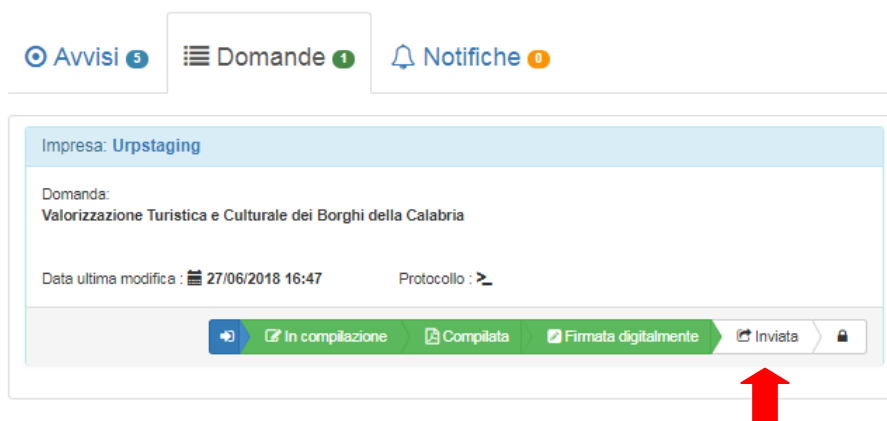 Avvisi 5 Domande 1 Notifiche 0
Impresa: Urpstaging
Domanda:
Valorizzazione Turistica e Culturale dei Borghi della Calabria
Data ultima modifica : 27/06/2018 16:47 Protocollo :
In compilazione Compilata Firmata digitalmente Inviata